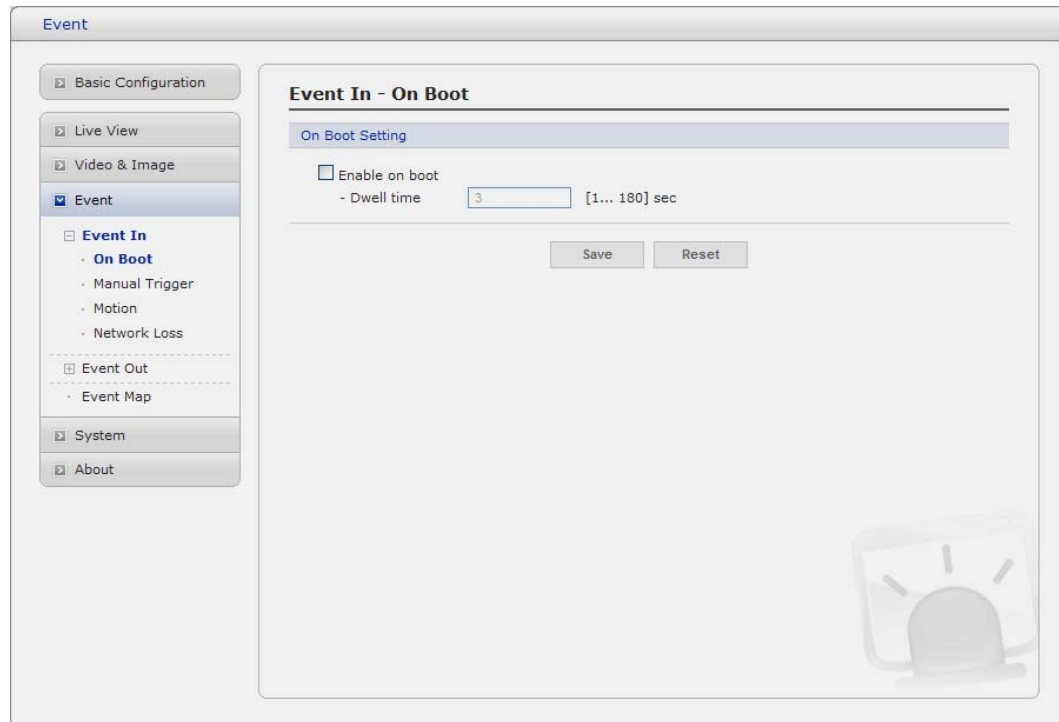 Event
Basic Configuration
Live View
Video & Image
Event
Event In
· On Boot
· Manual Trigger
· Motion
· Network Loss
Event Out
· Event Map
System
About
Event In - On Boot
On Boot Setting
Enable on boot
- Dwell time 3 [1... 180] sec
Save Reset